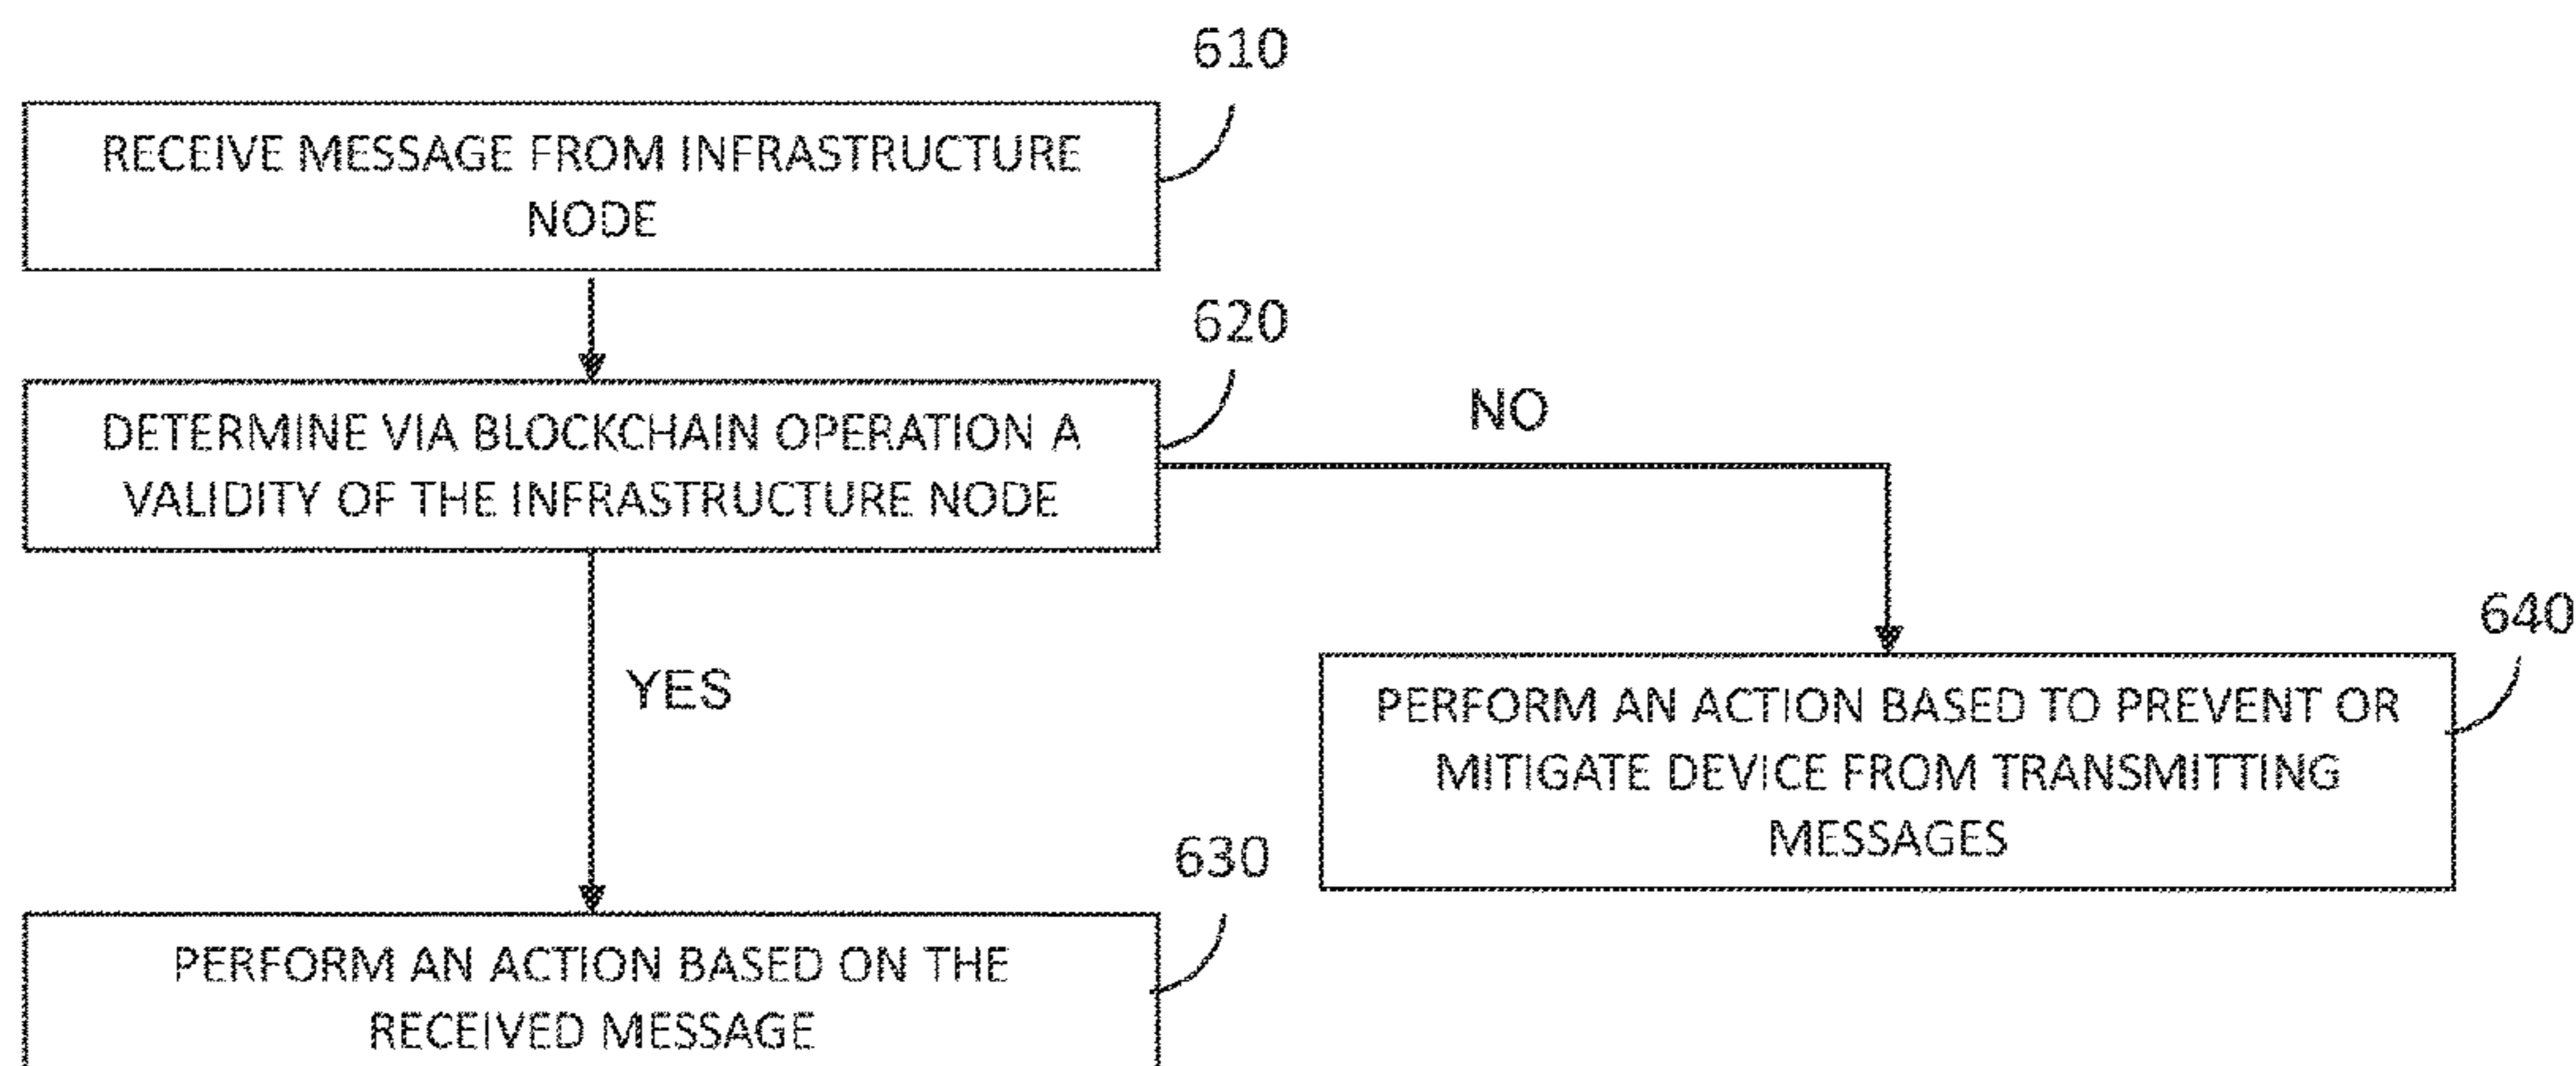 610
RECEIVE MESSAGE FROM INFRASTRUCTURE
NODE
620
DETERMINE VIA BLOCKCHAIN OPERATION A
VALIDITY OF THE INFRASTRUCTURE NODE
NO
YES
640
PERFORM AN ACTION BASED TO PREVENT OR
MITIGATE DEVICE FROM TRANSMITTING
MESSAGES
630
PERFORM AN ACTION BASED ON THE
RECEIVED MESSAGE